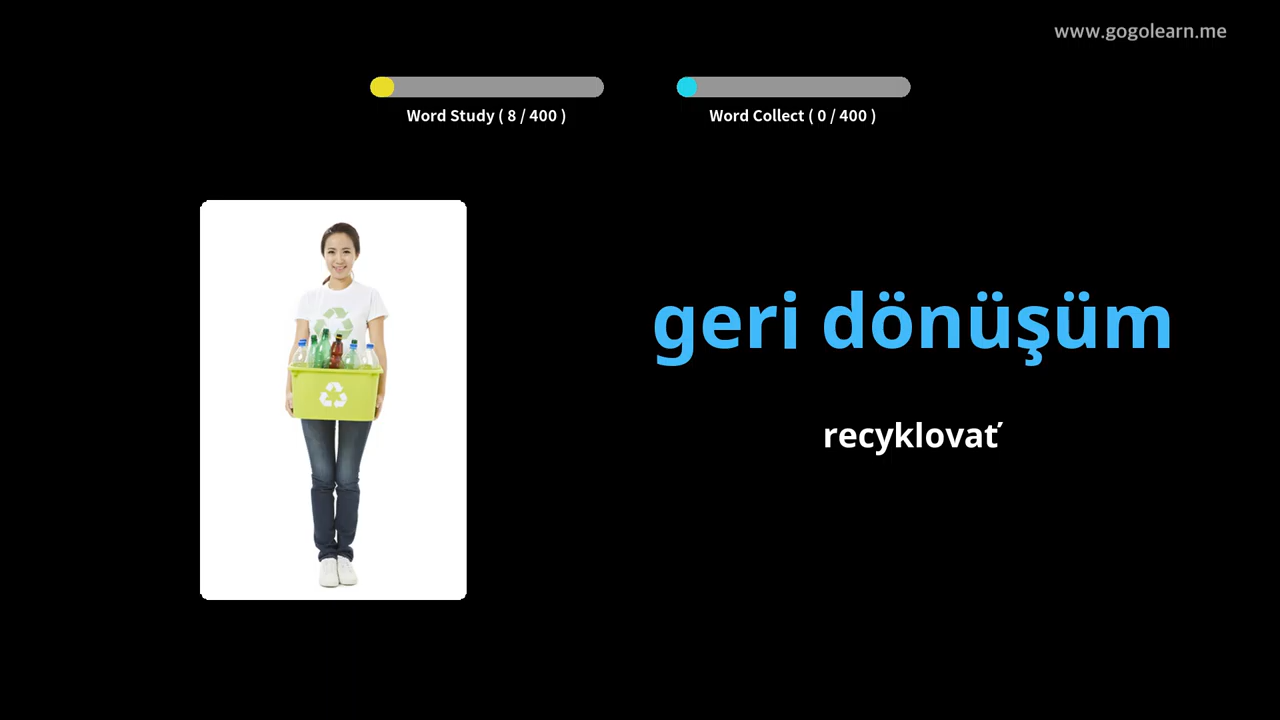 www.gogolearn.me
Word Study ( 8 / 400 )
Word Collect ( 0 / 400 )
geri dönüşüm
recyklovať